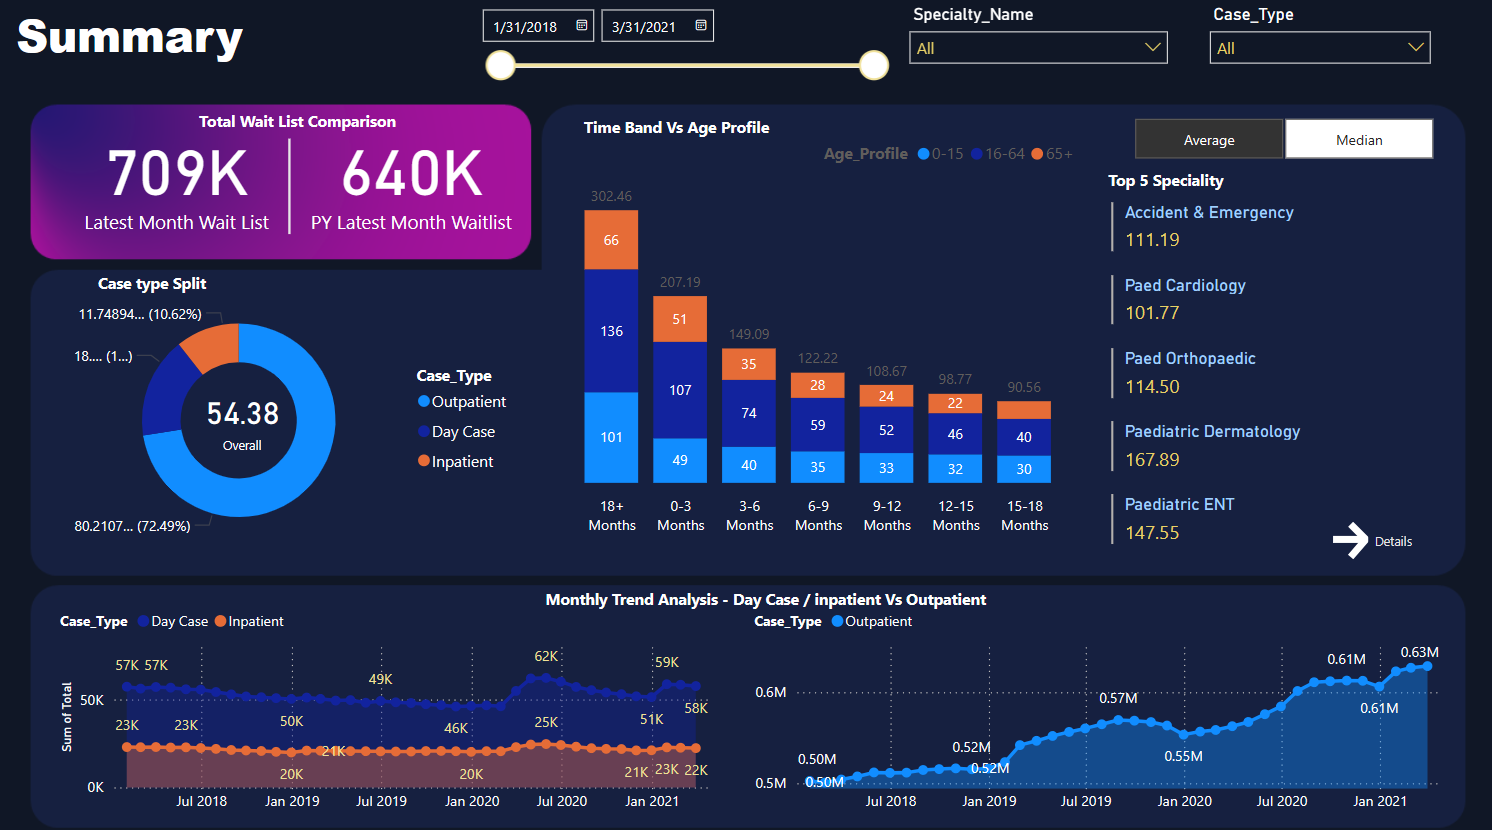 Summary
1/31/2018
3/31/2021
Specialty_Name
All
Case_Type
All
Total Wait List Comparison
709K
Latest Month Wait List
640K
PY Latest Month Waitlist
Case type Split
11.74894... (10.62%)
18.... (1...)
54.38
Overall
80.2107... (72.49%)
Case_Type
Outpatient
Day Case
Inpatient
Time Band Vs Age Profile
Age_Profile 0-15 16-64 65+
302.46
66
136
101
207.19
51
107
49
149.09
35
74
40
122.22
28
59
35
108.67
24
52
33
98.77
22
46
32
90.56
40
30
18+ Months
0-3 Months
3-6 Months
6-9 Months
9-12 Months
12-15 Months
15-18 Months
Average
Median
Top 5 Speciality
Accident & Emergency
111.19
Paed Cardiology
101.77
Paed Orthopaedic
114.50
Paediatric Dermatology
167.89
Paediatric ENT
147.55
Details
Monthly Trend Analysis - Day Case / inpatient Vs Outpatient
Case_Type Day Case Inpatient
Sum of Total
50K
0K
57K 57K
49K
62K
59K
23K
23K
50K
46K
25K
51K
58K
21K
20K
20K
21K
23K
22K
Jul 2018
Jan 2019
Jul 2019
Jan 2020
Jul 2020
Jan 2021
Case_Type Outpatient
0.6M
0.5M
0.50M
0.50M
0.52M
0.52M
0.57M
0.55M
0.61M
0.61M
0.63M
Jul 2018
Jan 2019
Jul 2019
Jan 2020
Jul 2020
Jan 2021